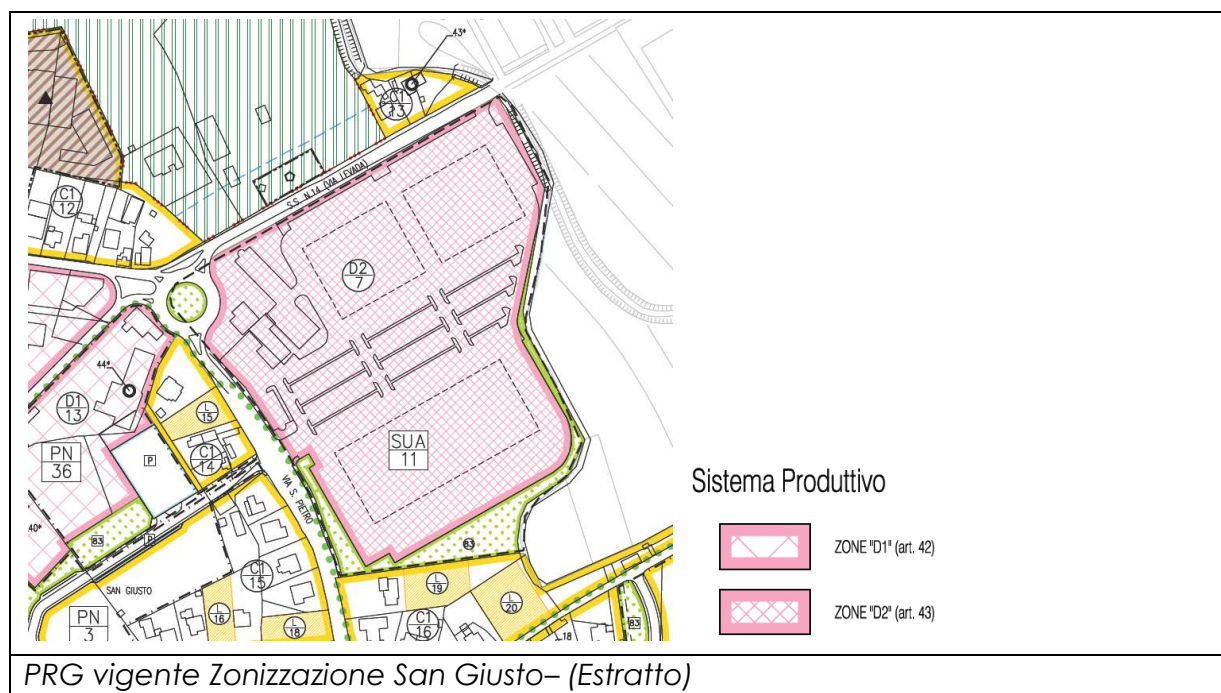 43*
C1
13
S.S. N.14 (VIA LEVADA)
C1
12
D2
7
44*
D1
13
L
15
PN
36
P
C1
14
SUA
11
VIA S. PIETRO
40*
83
P
83
SAN GIUSTO
C1
15
L
19
L
16
L
20
PN
3
L
18
C1
16
18
83
Sistema Produttivo
ZONE "D1" (art. 42)
ZONE "D2" (art. 43)
PRG vigente Zonizzazione San Giusto– (Estratto)